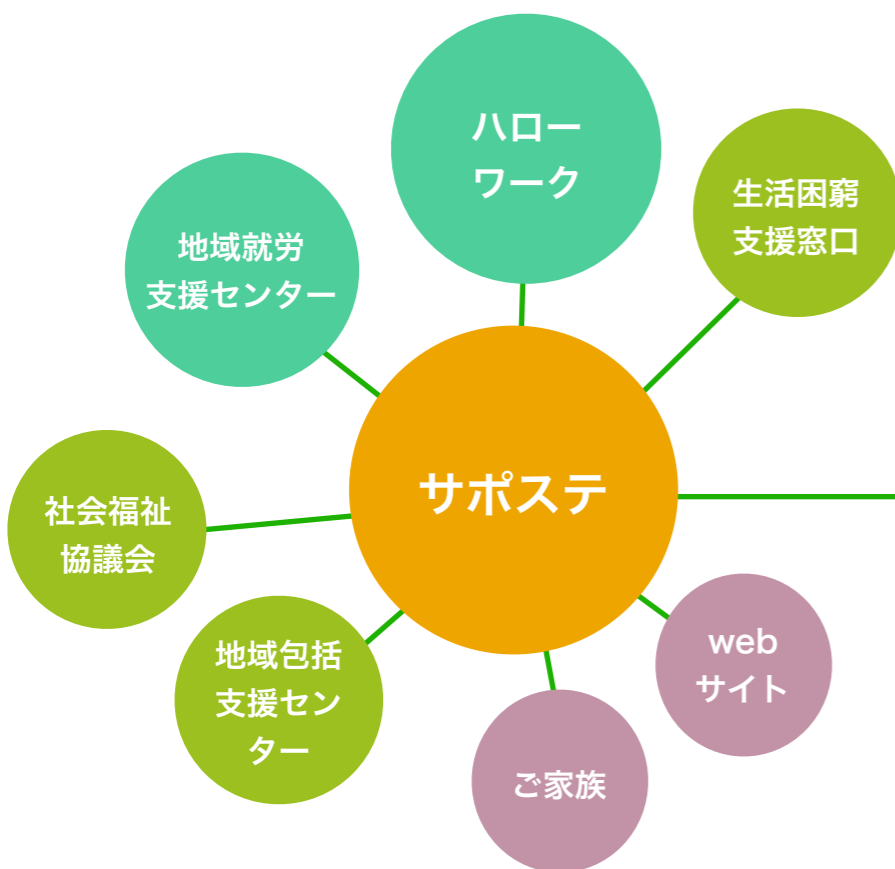 ハロー
ワーク
生活困窮
支援窓口
地域就労
支援センター
サポステ
社会福祉
協議会
地域包括
支援セン
ター
web
サイト
ご家族